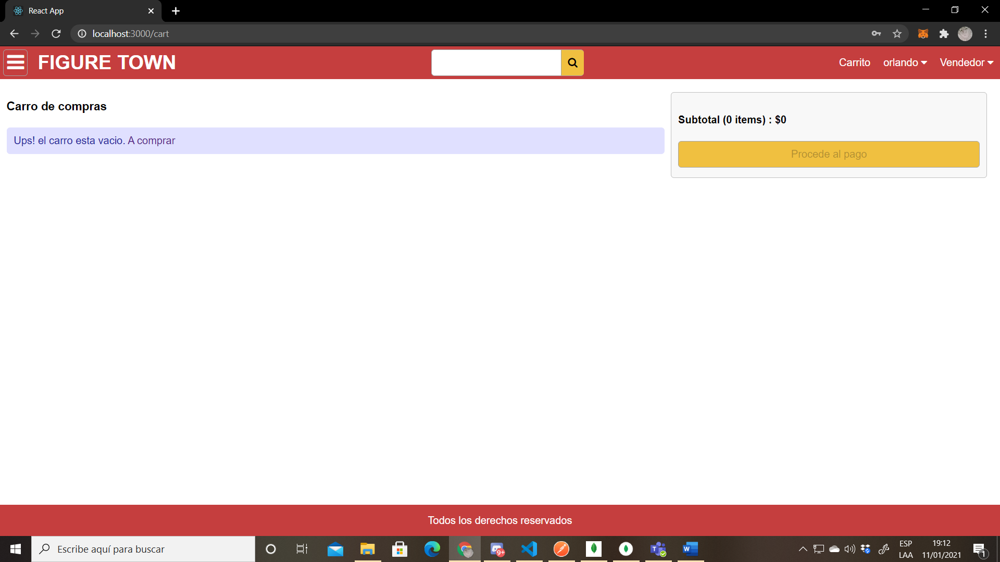 React App
localhost:3000/cart
FIGURE TOWN
Carrito
orlando
Vendedor
Carro de compras
Ups! el carro esta vacio. A comprar
Subtotal (0 items) : $0
Procede al pago
Todos los derechos reservados
Escribe aquí para buscar
9+
T
W
ESP
LAA
19:12
11/01/2021
1